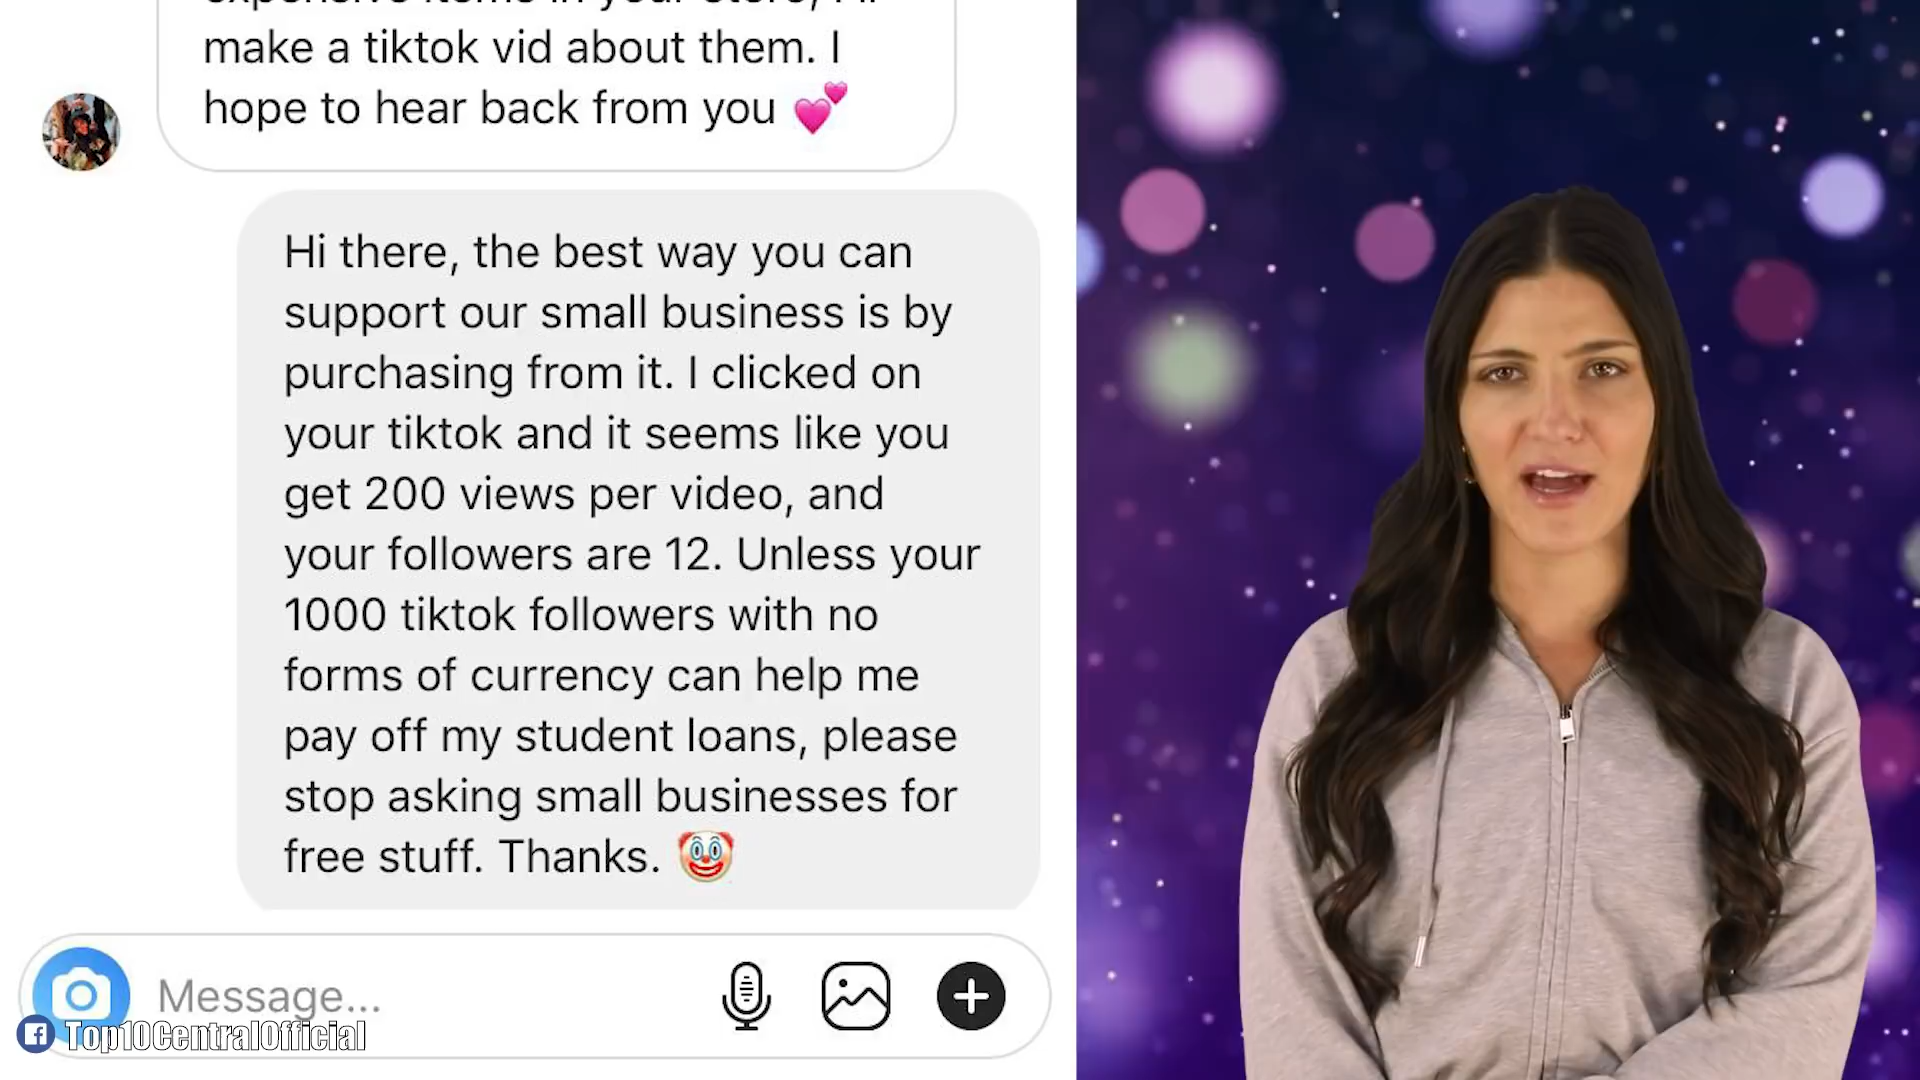 make a tiktok vid about them. I
hope to hear back from you 💕
Hi there, the best way you can
support our small business is by
purchasing from it. I clicked on
your tiktok and it seems like you
get 200 views per video, and
your followers are 12. Unless your
1000 tiktok followers with no
forms of currency can help me
pay off my student loans, please
stop asking small businesses for
free stuff. Thanks. 🤡
Message...
Top10CentralOfficial